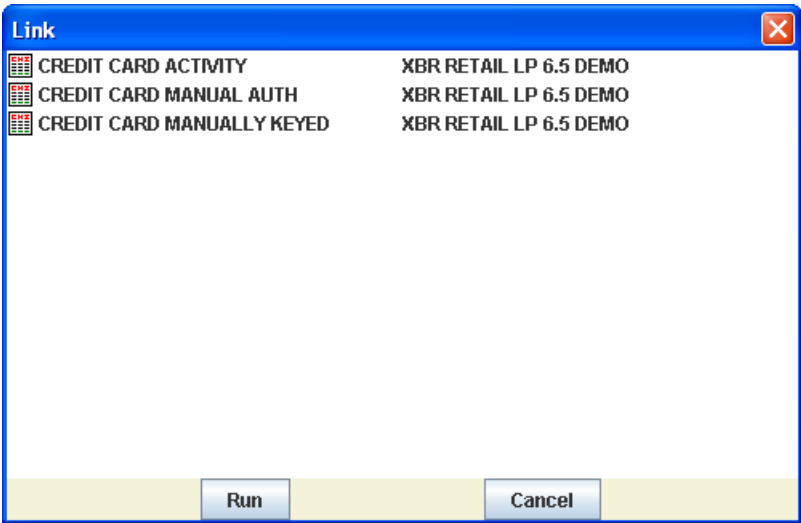 Link
CREDIT CARD ACTIVITY XBR RETAIL LP 6.5 DEMO
CREDIT CARD MANUAL AUTH XBR RETAIL LP 6.5 DEMO
CREDIT CARD MANUALLY KEYED XBR RETAIL LP 6.5 DEMO
Run Cancel